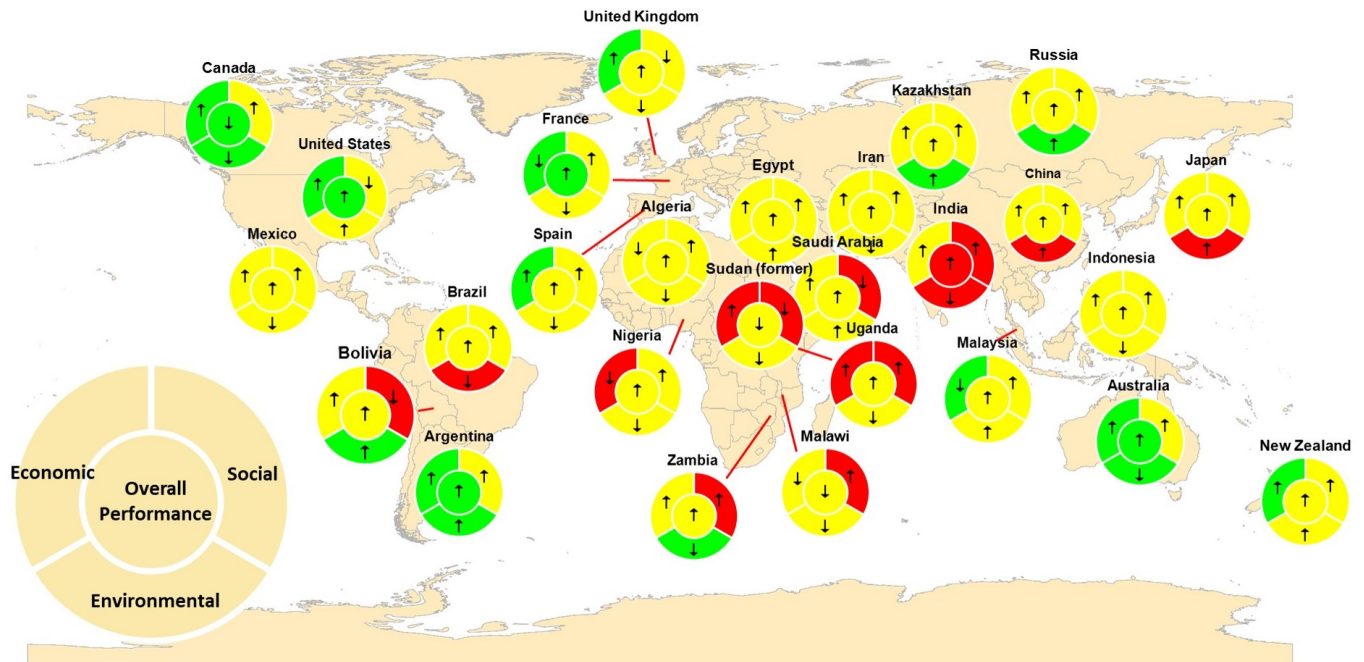 United Kingdom
Canada
Russia
Kazakhstan
France
United States
Egypt
Iran
Japan
China
Algeria
India
Mexico
Spain
Saudi Arabia
Sudan (former)
Indonesia
Brazil
Nigeria
Uganda
Malaysia
Bolivia
Australia
Argentina
Malawi
New Zealand
Zambia
Economic
Social
Overall
Performance
Environmental